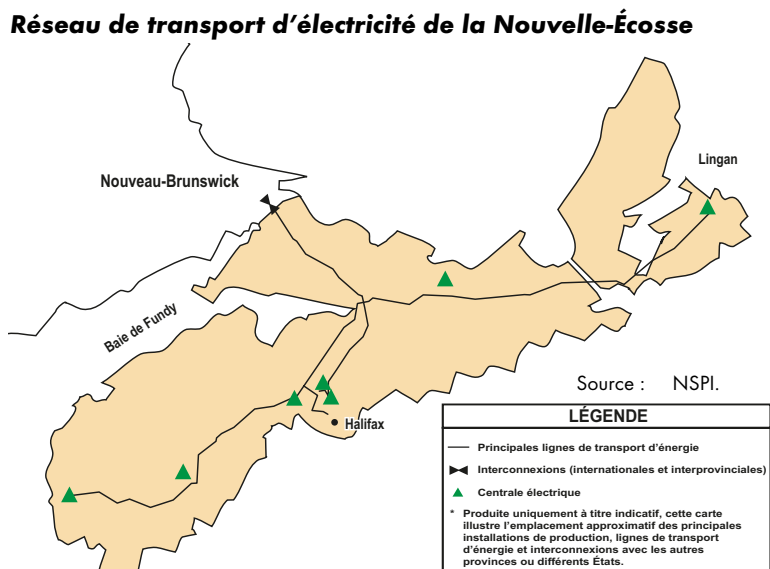 Réseau de transport d’électricité de la Nouvelle-Écosse
Lingan
Nouveau-Brunswick
Baie de Fundy
Halifax
Source : NSPI.
LÉGENDE
Principales lignes de transport d’énergie
Interconnexions (internationales et interprovinciales)
Centrale électrique
* Produite uniquement à titre indicatif, cette carte
illustre l’emplacement approximatif des principales
installations de production, lignes de transport
d’énergie et interconnexions avec les autres
provinces ou différents États.